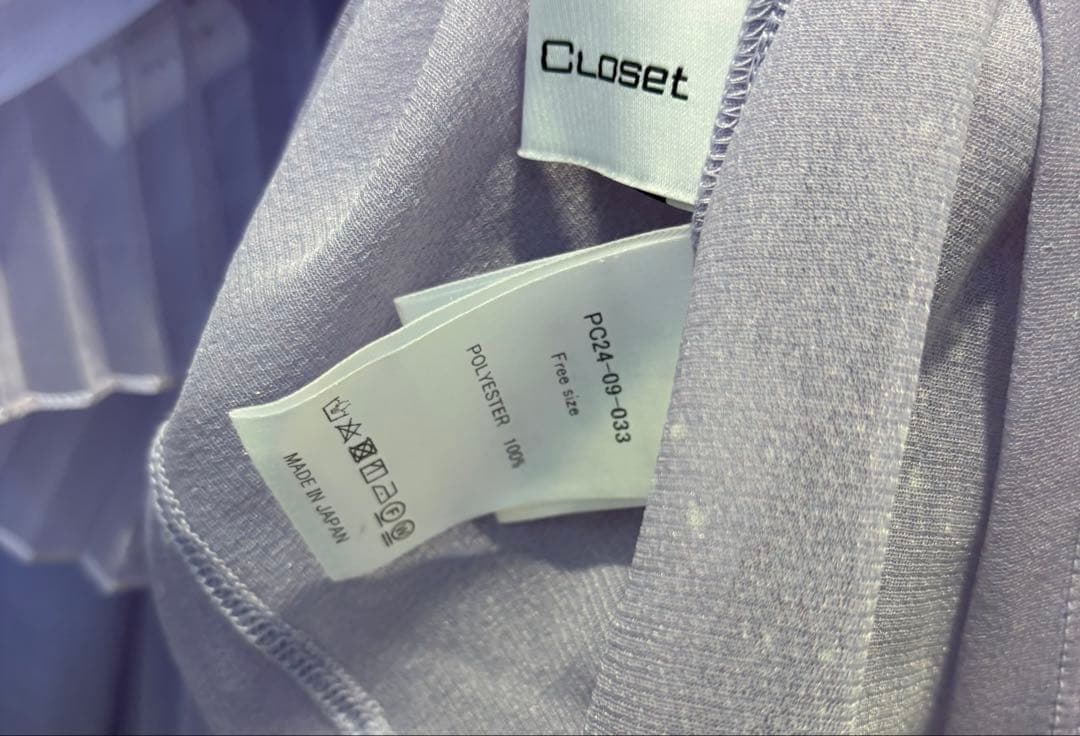 Closet
PC24-09-033
Free size
POLYESTER 100%
MADE IN JAPAN